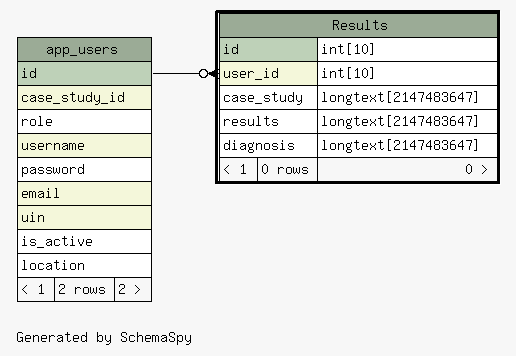 Results
id int[10]
user_id int[10]
case_study longtext[2147483647]
results longtext[2147483647]
diagnosis longtext[2147483647]
< 1 0 rows 0 >
app_users
id
case_study_id
role
username
password
email
uin
is_active
location
< 1 2 rows 2 >
Generated by SchemaSpy